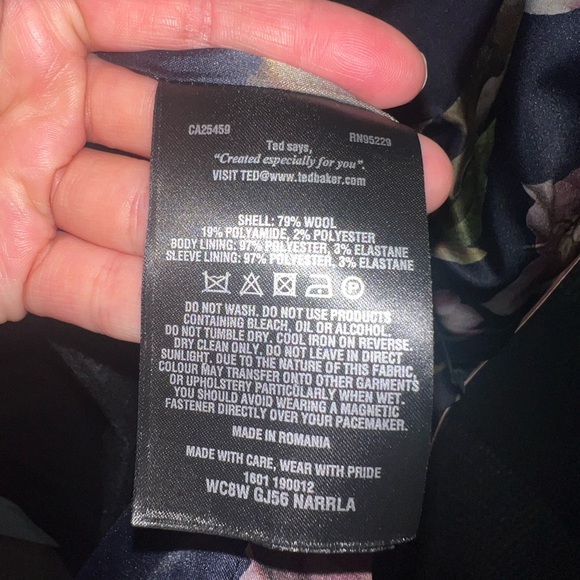 CA25459 RN95229
Ted says,
"Created especially for you".
VISIT TED@www.tedbaker.com
SHELL: 79% WOOL
19% POLYAMIDE, 2% POLYESTER
BODY LINING: 97% POLYESTER, 3% ELASTANE
SLEEVE LINING: 97% POLYESTER, 3% ELASTANE
P
DO NOT WASH. DO NOT USE PRODUCTS
CONTAINING BLEACH, OIL OR ALCOHOL.
DO NOT TUMBLE DRY. COOL IRON ON REVERSE.
DRY CLEAN ONLY. DO NOT LEAVE IN DIRECT
SUNLIGHT, DUE TO THE NATURE OF THIS FABRIC,
COLOUR MAY TRANSFER ONTO OTHER GARMENTS
OR UPHOLSTERY PARTICULARLY WHEN WET.
YOU SHOULD AVOID WEARING A MAGNETIC
FASTENER DIRECTLY OVER YOUR PACEMAKER.
MADE IN ROMANIA
MADE WITH CARE, WEAR WITH PRIDE
1601 190012
WC8W GJ56 NARRLA